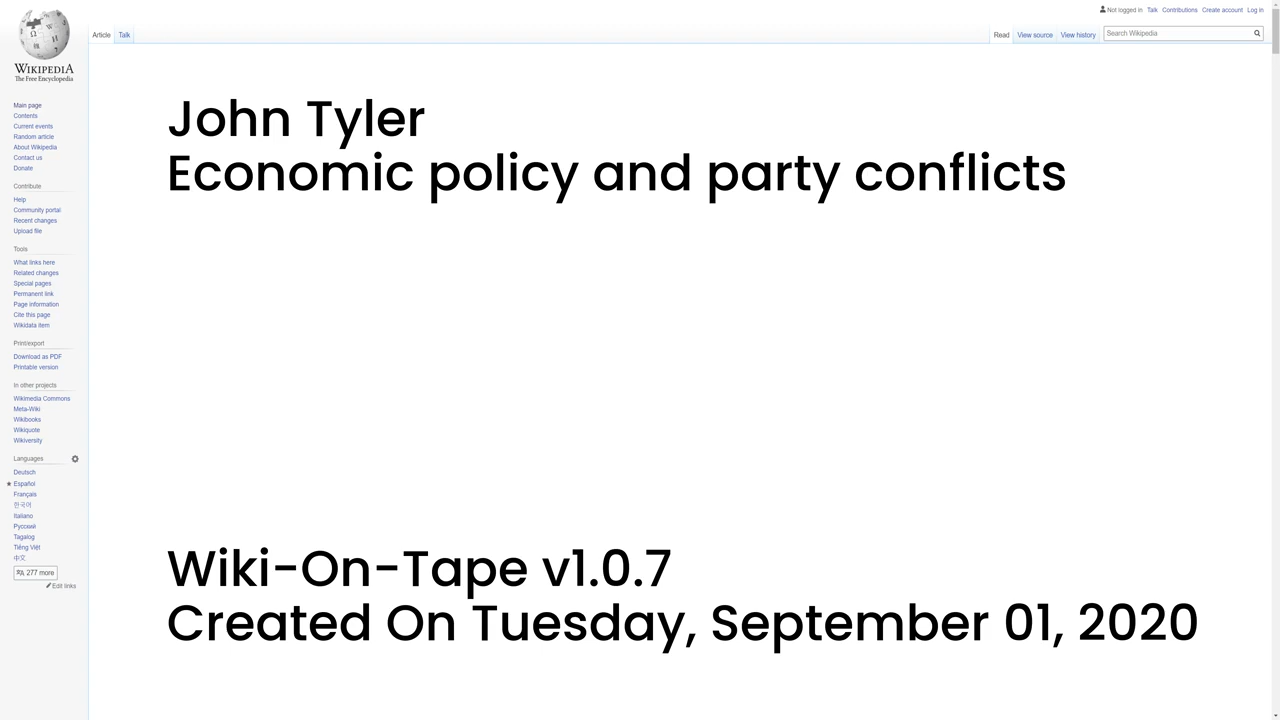 Not logged in Talk Contributions Create account Log in
Article Talk Read View source View history Search Wikipedia
WIKIPEDIA
The Free Encyclopedia
Main page
Contents
Current events
Random article
About Wikipedia
Contact us
Donate
Contribute
Help
Community portal
Recent changes
Upload file
Tools
What links here
Related changes
Special pages
Permanent link
Page information
Cite this page
Wikidata item
Print/export
Download as PDF
Printable version
In other projects
Wikimedia Commons
Meta-Wiki
Wikibooks
Wikiquote
Wikiversity
Languages
Deutsch
Español
Français
한국어
Italiano
Русский
Tagalog
Tiếng Việt
中文
277 more
Edit links
John Tyler
Economic policy and party conflicts
Wiki-On-Tape v1.0.7
Created On Tuesday, September 01, 2020